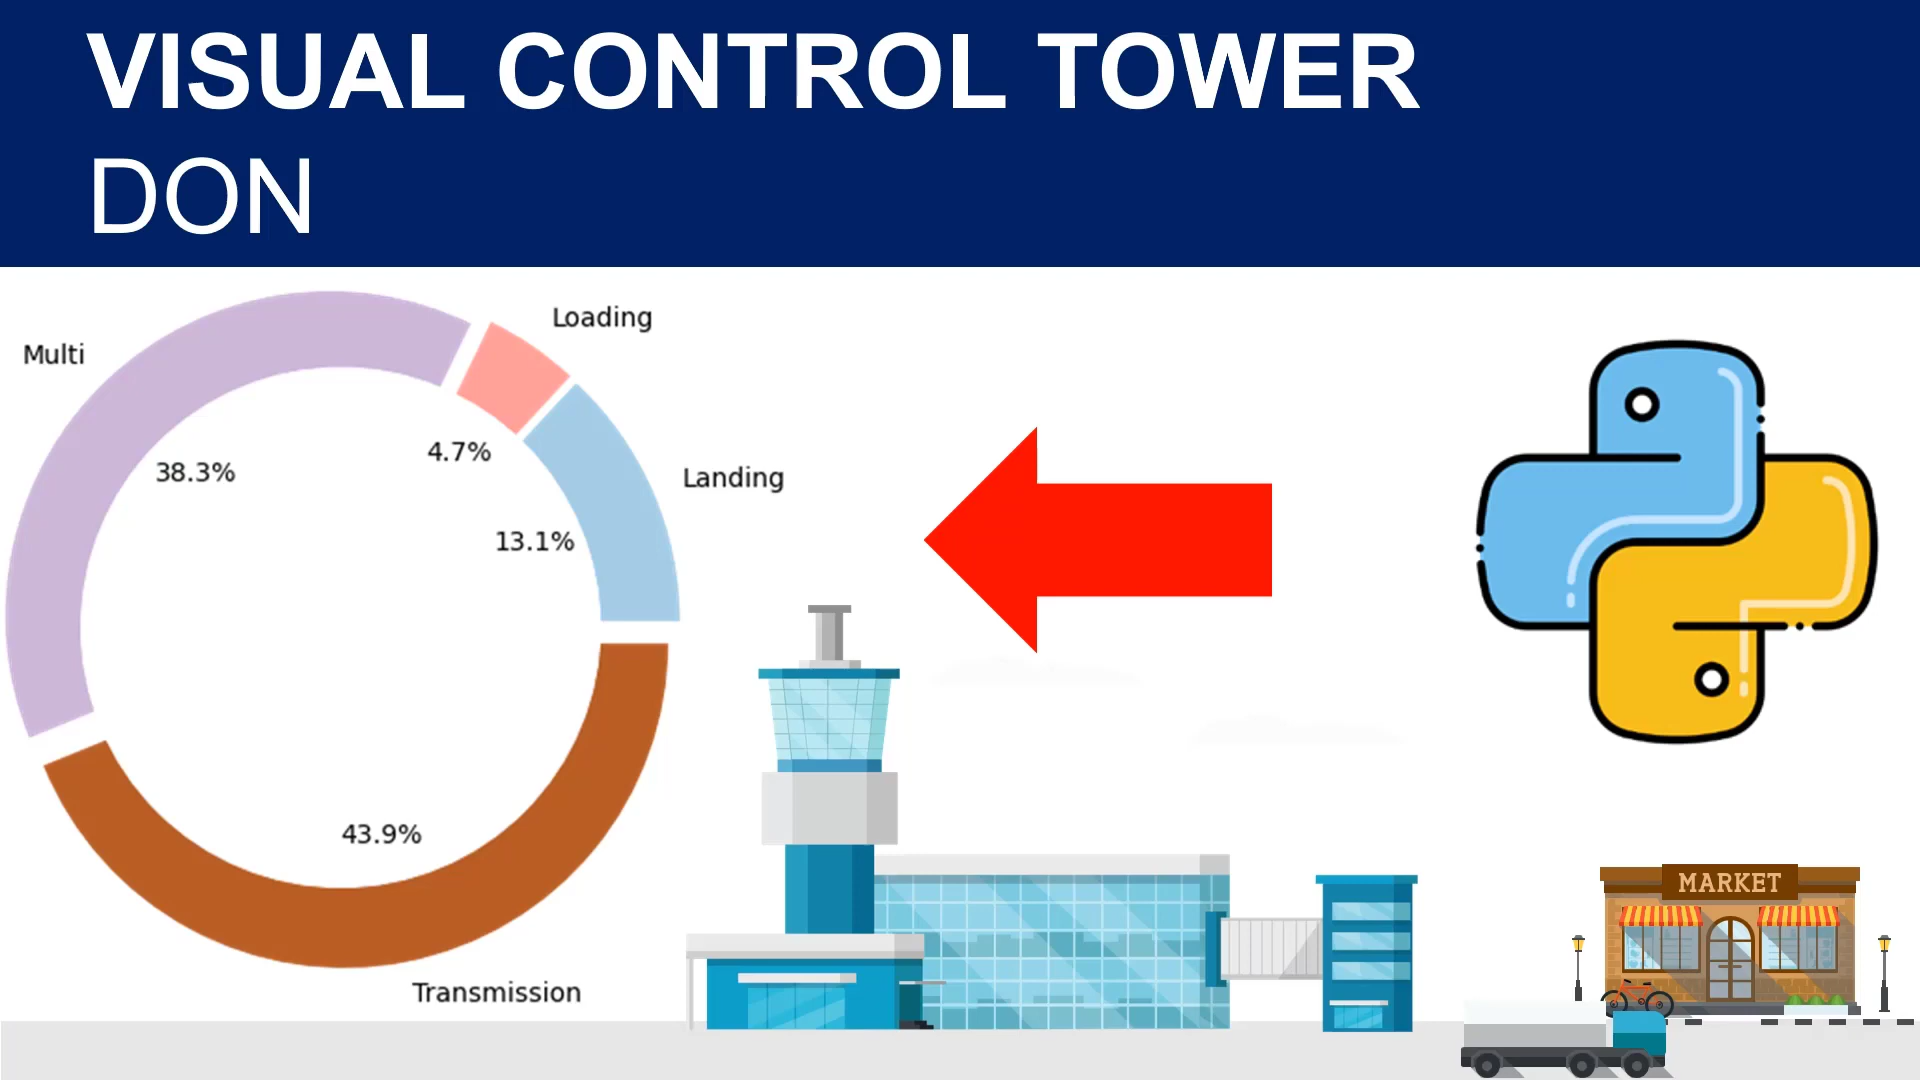 VISUAL CONTROL TOWER
DON
Loading
Multi
4.7%
38.3%
Landing
13.1%
43.9%
Transmission
MARKET